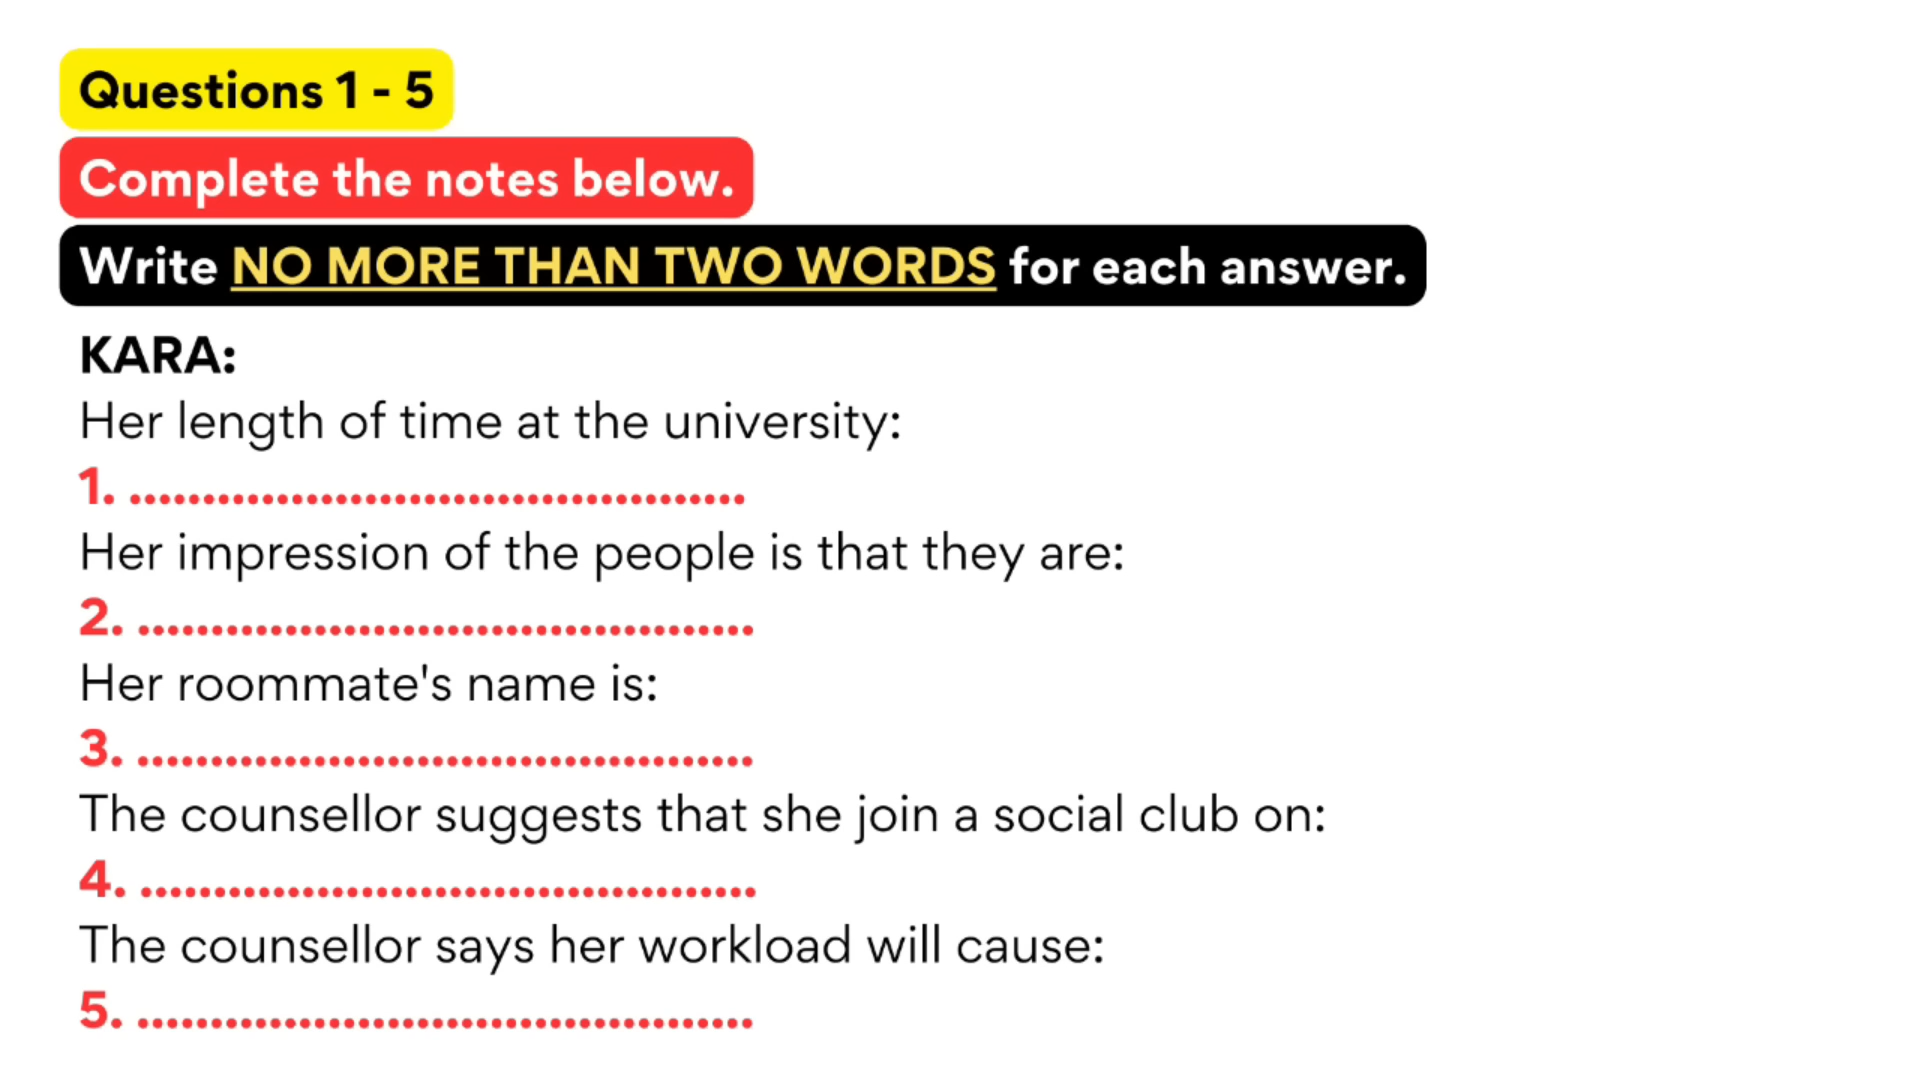 Questions 1 - 5
Complete the notes below.
Write NO MORE THAN TWO WORDS for each answer.
KARA:
Her length of time at the university:
1. ..........................................
Her impression of the people is that they are:
2. ..........................................
Her roommate's name is:
3. ..........................................
The counsellor suggests that she join a social club on:
4. ..........................................
The counsellor says her workload will cause:
5. ..........................................